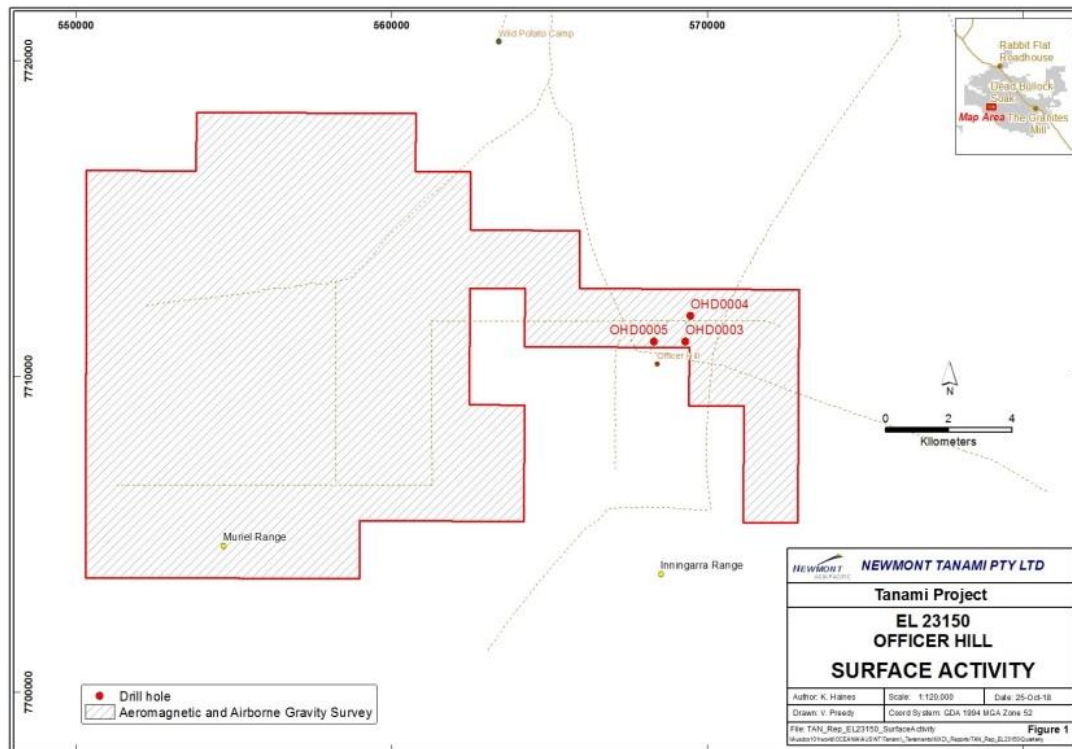 550000
560000
570000
7720000
7710000
7700000
Wild Potato Camp
Rabbit Flat
Roadhouse
Dead Bullock
Soak
Map Area
The Granites
Mill
OHD0004
OHD0005
OHD0003
Officer Hill
N
0 2 4
Kilometers
Muriel Range
Inningarra Range
Drill hole
Aeromagnetic and Airborne Gravity Survey
NEWMONT
ASIA PACIFIC
NEWMONT TANAMI PTY LTD
Tanami Project
EL 23150
OFFICER HILL
SURFACE ACTIVITY
Author: K. Haines
Scale: 1:120,000
Date: 25-Oct-18
Drawn: V. Preedy
Coord System: GDA 1994 MGA Zone 52
File: TAN_Rep_EL23150_SurfaceActivity
Figure 1